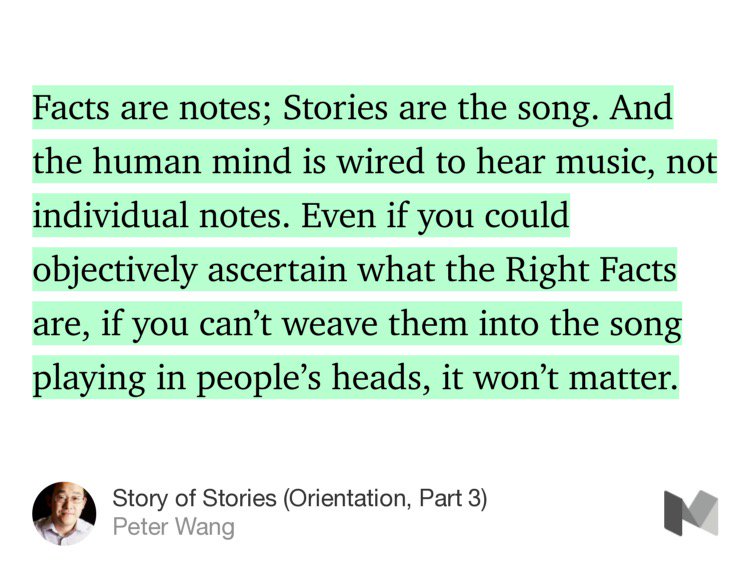 Facts are notes; Stories are the song. And
the human mind is wired to hear music, not
individual notes. Even if you could
objectively ascertain what the Right Facts
are, if you can’t weave them into the song
playing in people’s heads, it won’t matter.
Story of Stories (Orientation, Part 3)
Peter Wang